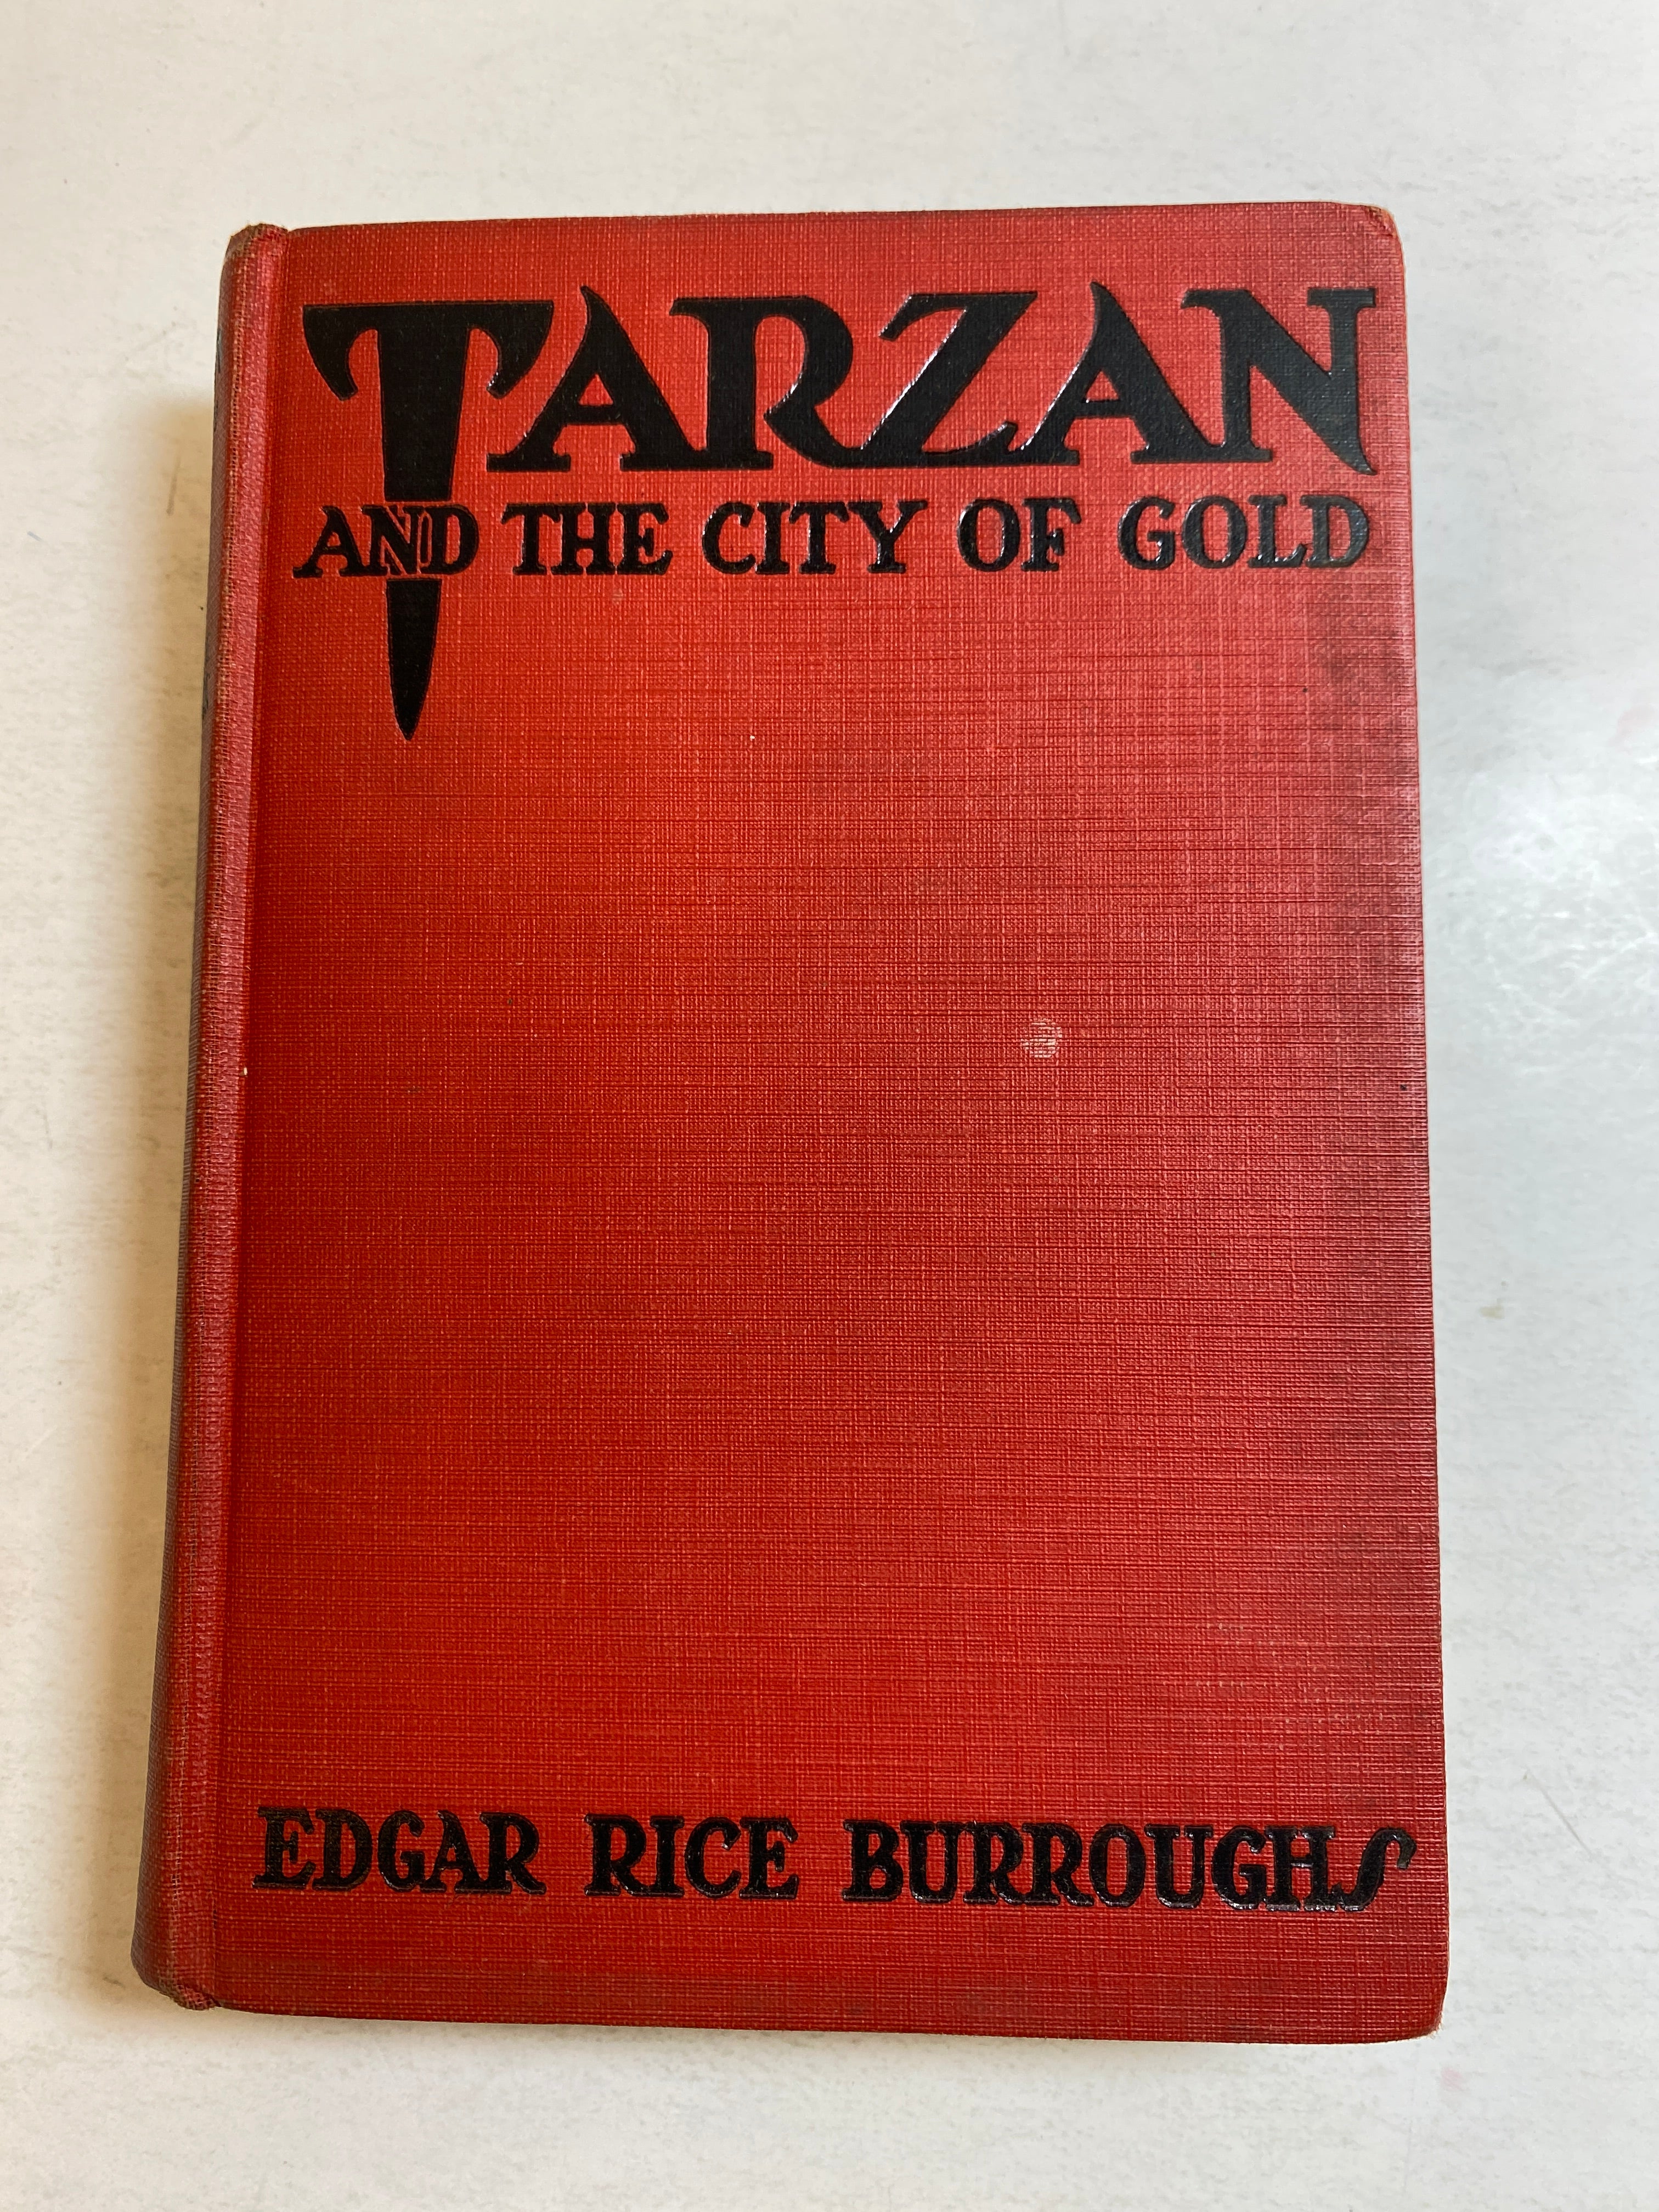 TARZAN
AND THE CITY OF GOLD
EDGAR RICE BURROUGHS